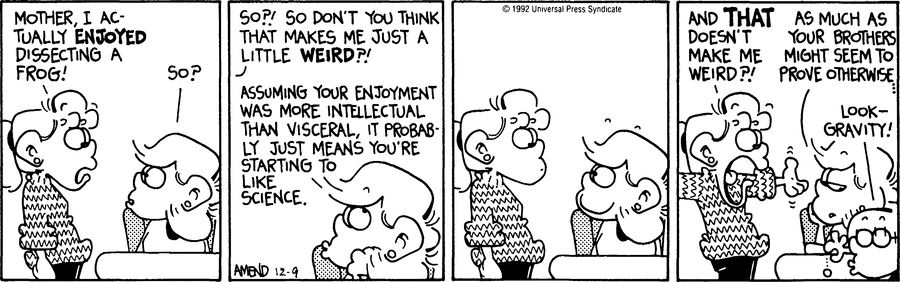 MOTHER, I AC-
TUALLY ENJOYED
DISSECTING A
FROG!
SO?
SO?! SO DON'T YOU THINK
THAT MAKES ME JUST A
LITTLE WEIRD?!
ASSUMING YOUR ENJOYMENT
WAS MORE INTELLECTUAL
THAN VISCERAL, IT PROBAB-
LY JUST MEANS YOU'RE
STARTING TO
LIKE
SCIENCE.
AMEND 12-9
© 1992 Universal Press Syndicate
AND THAT
DOESN'T
MAKE ME
WEIRD?!
AS MUCH AS
YOUR BROTHERS
MIGHT SEEM TO
PROVE OTHERWISE...
LOOK—
GRAVITY!